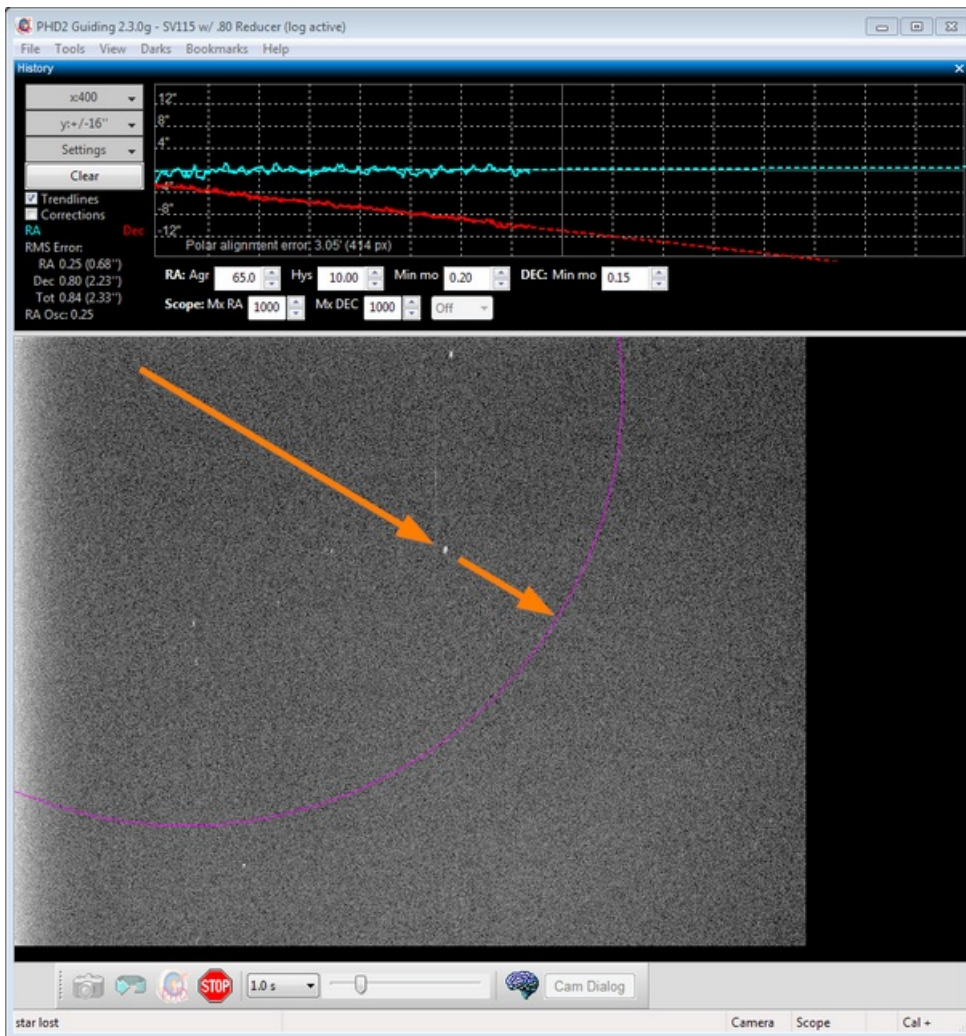 PHD2 Guiding 2.3.0g - SV115 w/ .80 Reducer (log active)
File Tools View Darks Bookmarks Help
History
x:400
y:+/-16"
Settings
Clear
Trendlines
Corrections
RA Dec
RMS Error:
RA 0.25 (0.68")
Dec 0.80 (2.23")
Tot 0.84 (2.33")
RA Osc: 0.25
12"
8"
4"
-4"
-8"
-12"
Polar alignment error: 3.05' (414 px)
RA: Agr 65.0 Hys 10.00 Min mo 0.20 DEC: Min mo 0.15
Scope: Mx RA 1000 Mx DEC 1000 Off
STOP 1.0 s Cam Dialog
star lost Camera Scope Cal +